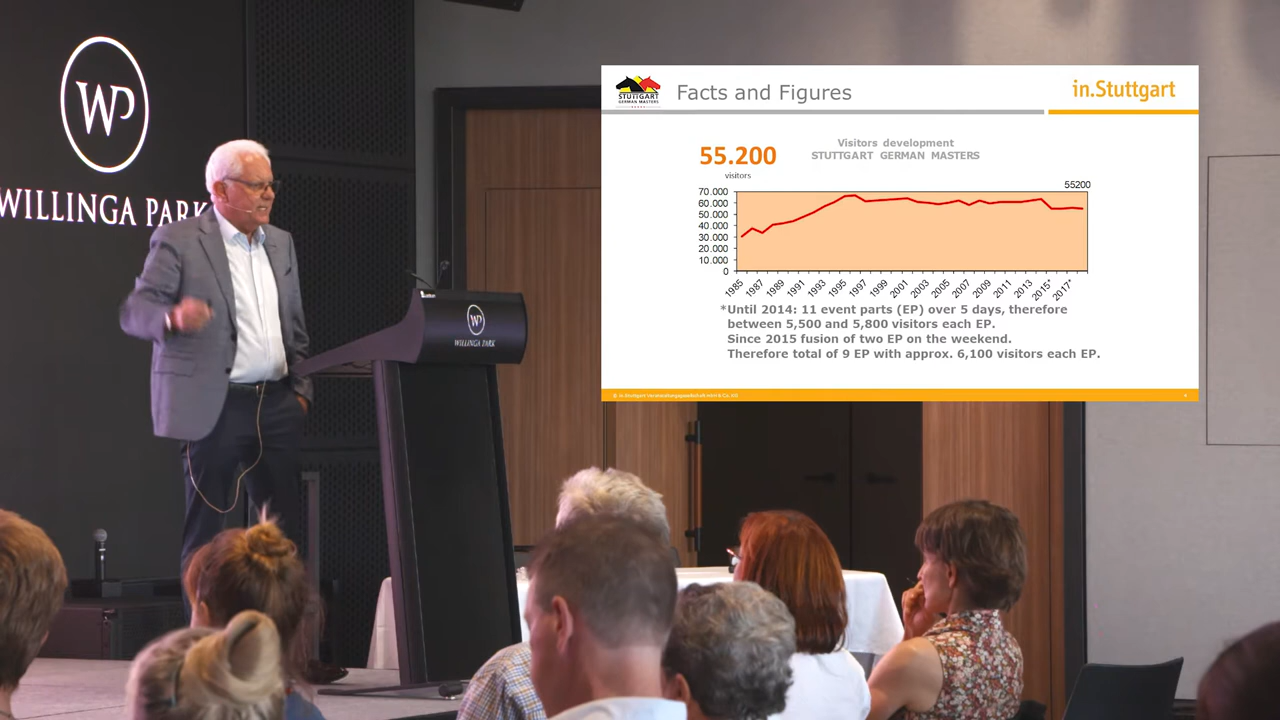 WP
WILLINGA PARK
STUTTGART
GERMAN MASTERS
Facts and Figures
in.Stuttgart
55.200
visitors
Visitors development
STUTTGART GERMAN MASTERS
55200
70.000
60.000
50.000
40.000
30.000
20.000
10.000
0
1985
1987
1989
1991
1993
1995
1997
1999
2001
2003
2005
2007
2009
2011
2013
2015*
2017*
*Until 2014: 11 event parts (EP) over 5 days, therefore
between 5,500 and 5,800 visitors each EP.
Since 2015 fusion of two EP on the weekend.
Therefore total of 9 EP with approx. 6,100 visitors each EP.
WP
WILLINGA PARK